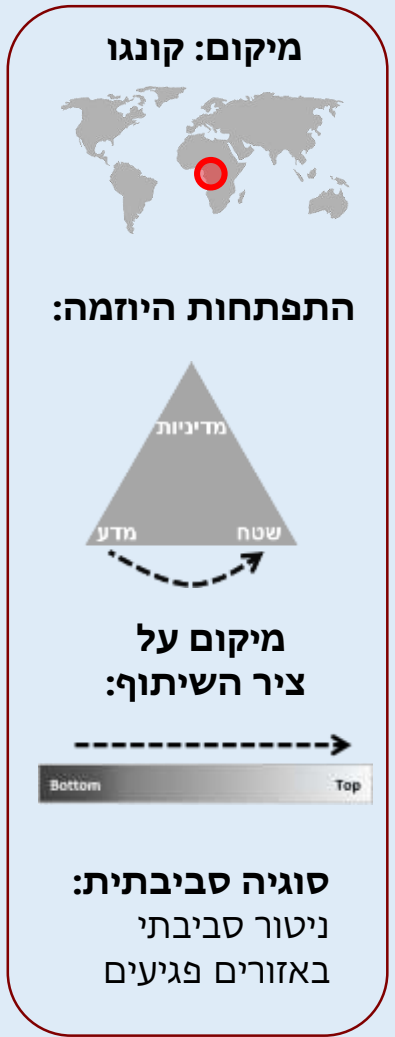 מיקום: קונגו
התפתחות היוזמה:
מדיניות
מדע
שטח
מיקום על
ציר השיתוף:
Bottom
Top
סוגיה סביבתית:
ניטור סביבתי
באזורים פגיעים